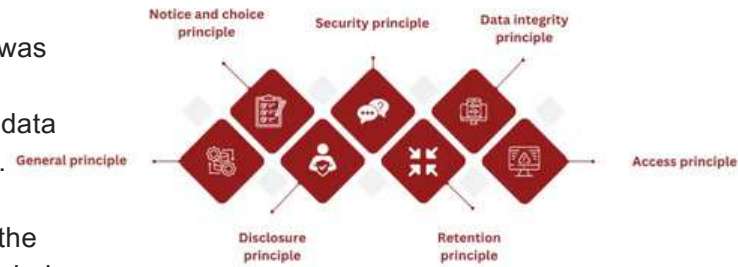 was
data
.
the
Notice and choice
principle
Security principle
Data integrity
principle
General principle
Access principle
Disclosure
principle
Retention
principle